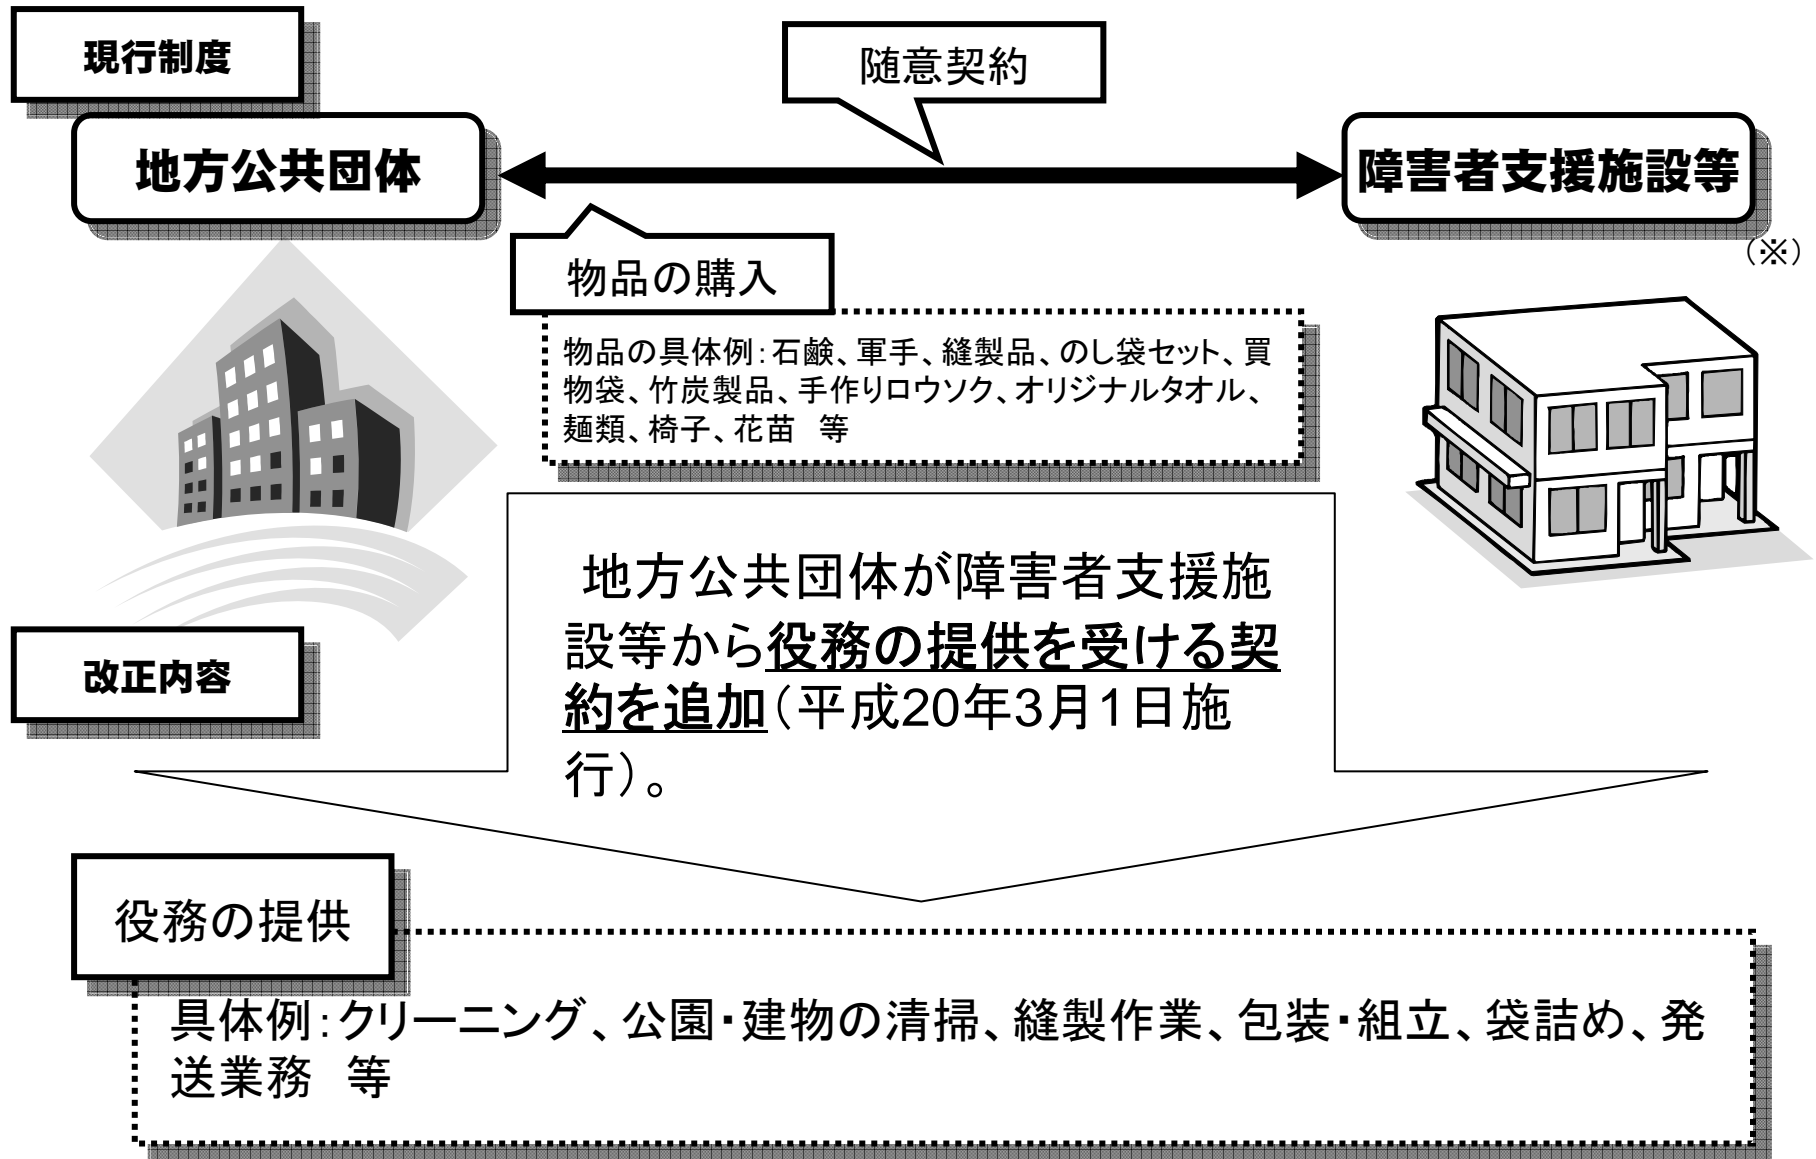 現行制度
随意契約
地方公共団体
障害者支援施設等
(※)
物品の購入
物品の具体例:石鹸、軍手、縫製品、のし袋セット、買
物袋、竹炭製品、手作りロウソク、オリジナルタオル、
麺類、椅子、花苗 等
地方公共団体が障害者支援施
設等から役務の提供を受ける契
約を追加(平成20年3月1日施
行)。
改正内容
役務の提供
具体例:クリーニング、公園・建物の清掃、縫製作業、包装・組立、袋詰め、発
送業務 等